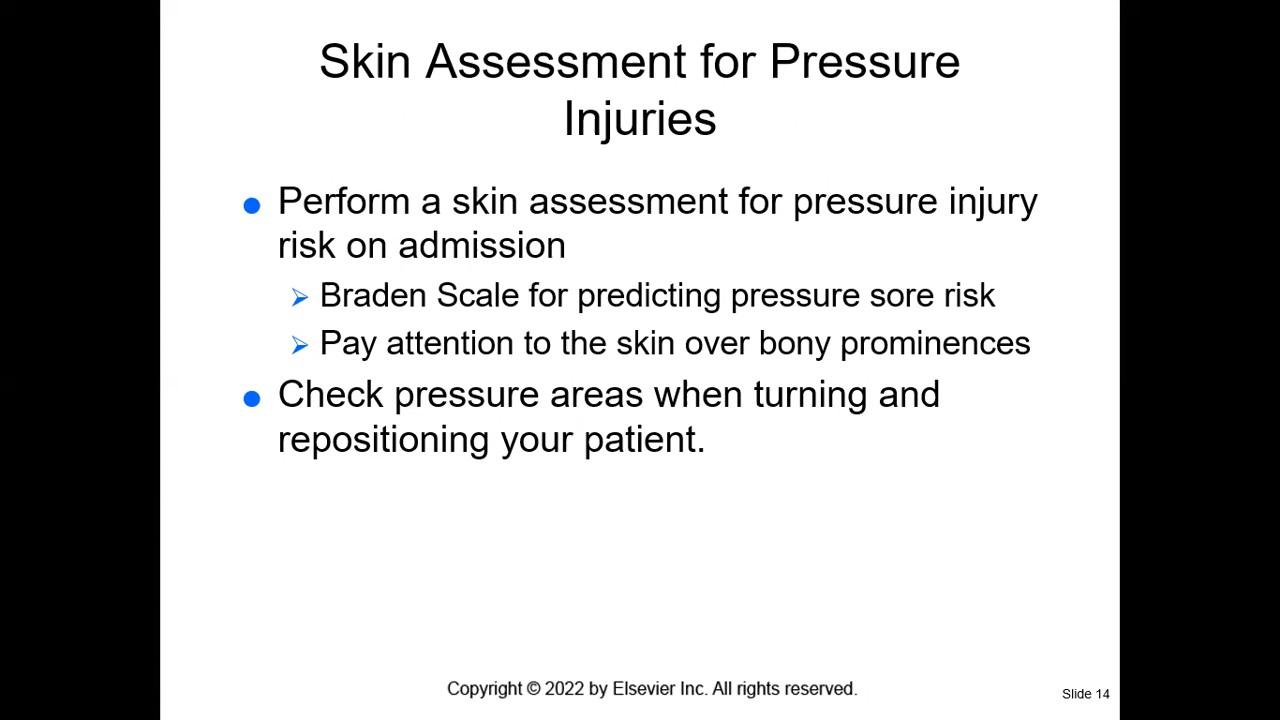 Skin Assessment for Pressure
Injuries
Perform a skin assessment for pressure injury
risk on admission
Braden Scale for predicting pressure sore risk
Pay attention to the skin over bony prominences
Check pressure areas when turning and
repositioning your patient.
Copyright © 2022 by Elsevier Inc. All rights reserved.
Slide 14